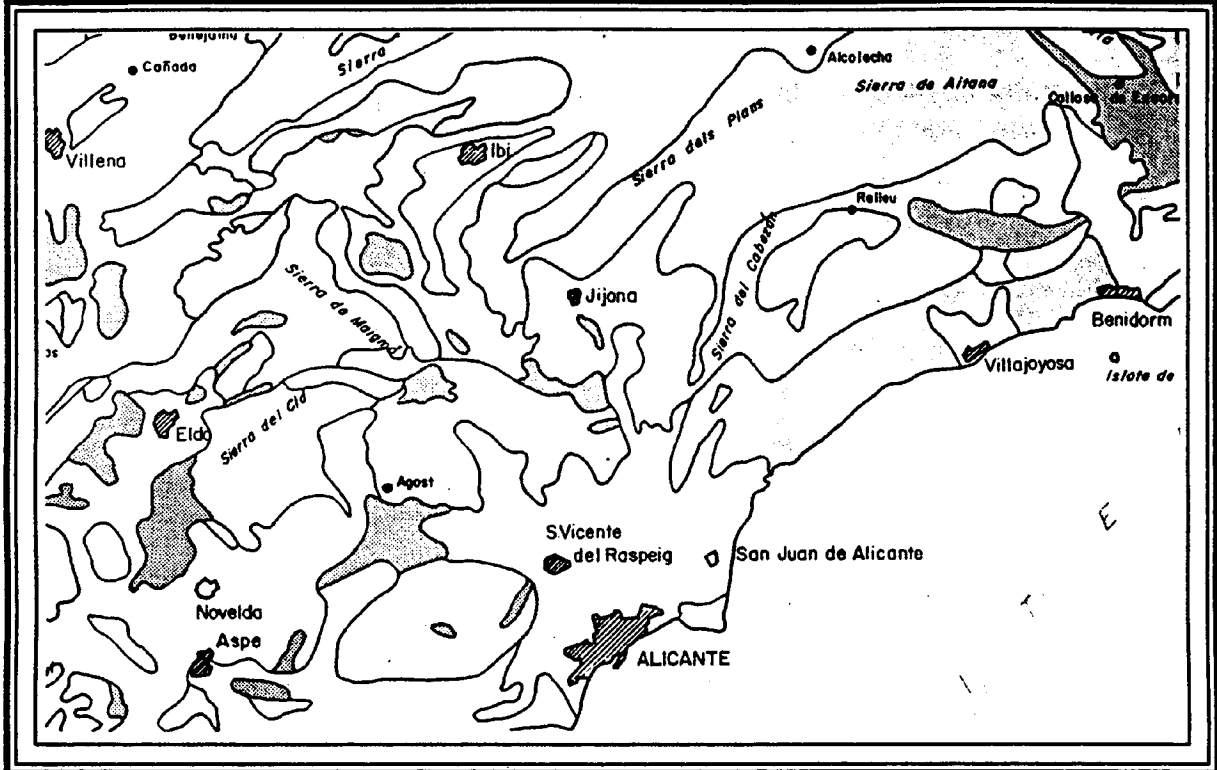 Cañada
Sierra
Alcolecha
Sierra de Aitana
Villena
Ibi
Sierra dels Plans
Relleu
Sierra del Cabezón
Sierra de Maigmó
Jijona
Benidorm
Villajoyosa
Islote de
Elda
Sierra del Cid
Agost
S.Vicente
del Raspeig
San Juan de Alicante
Novelda
Aspe
ALICANTE
E